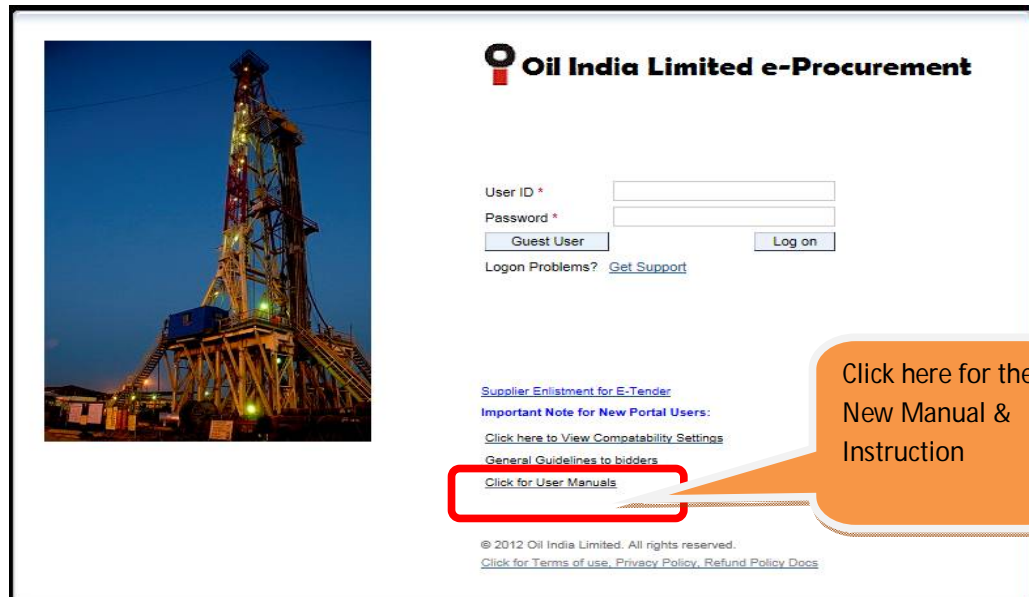 Oil India Limited e-Procurement
User ID *
Password *
Guest User
Log on
Logon Problems? Get Support
Supplier Enlistment for E-Tender
Important Note for New Portal Users:
Click here to View Compatability Settings
General Guidelines to bidders
Click for User Manuals
Click here for the
New Manual &
Instruction
© 2012 Oil India Limited. All rights reserved.
Click for Terms of use, Privacy Policy, Refund Policy Docs